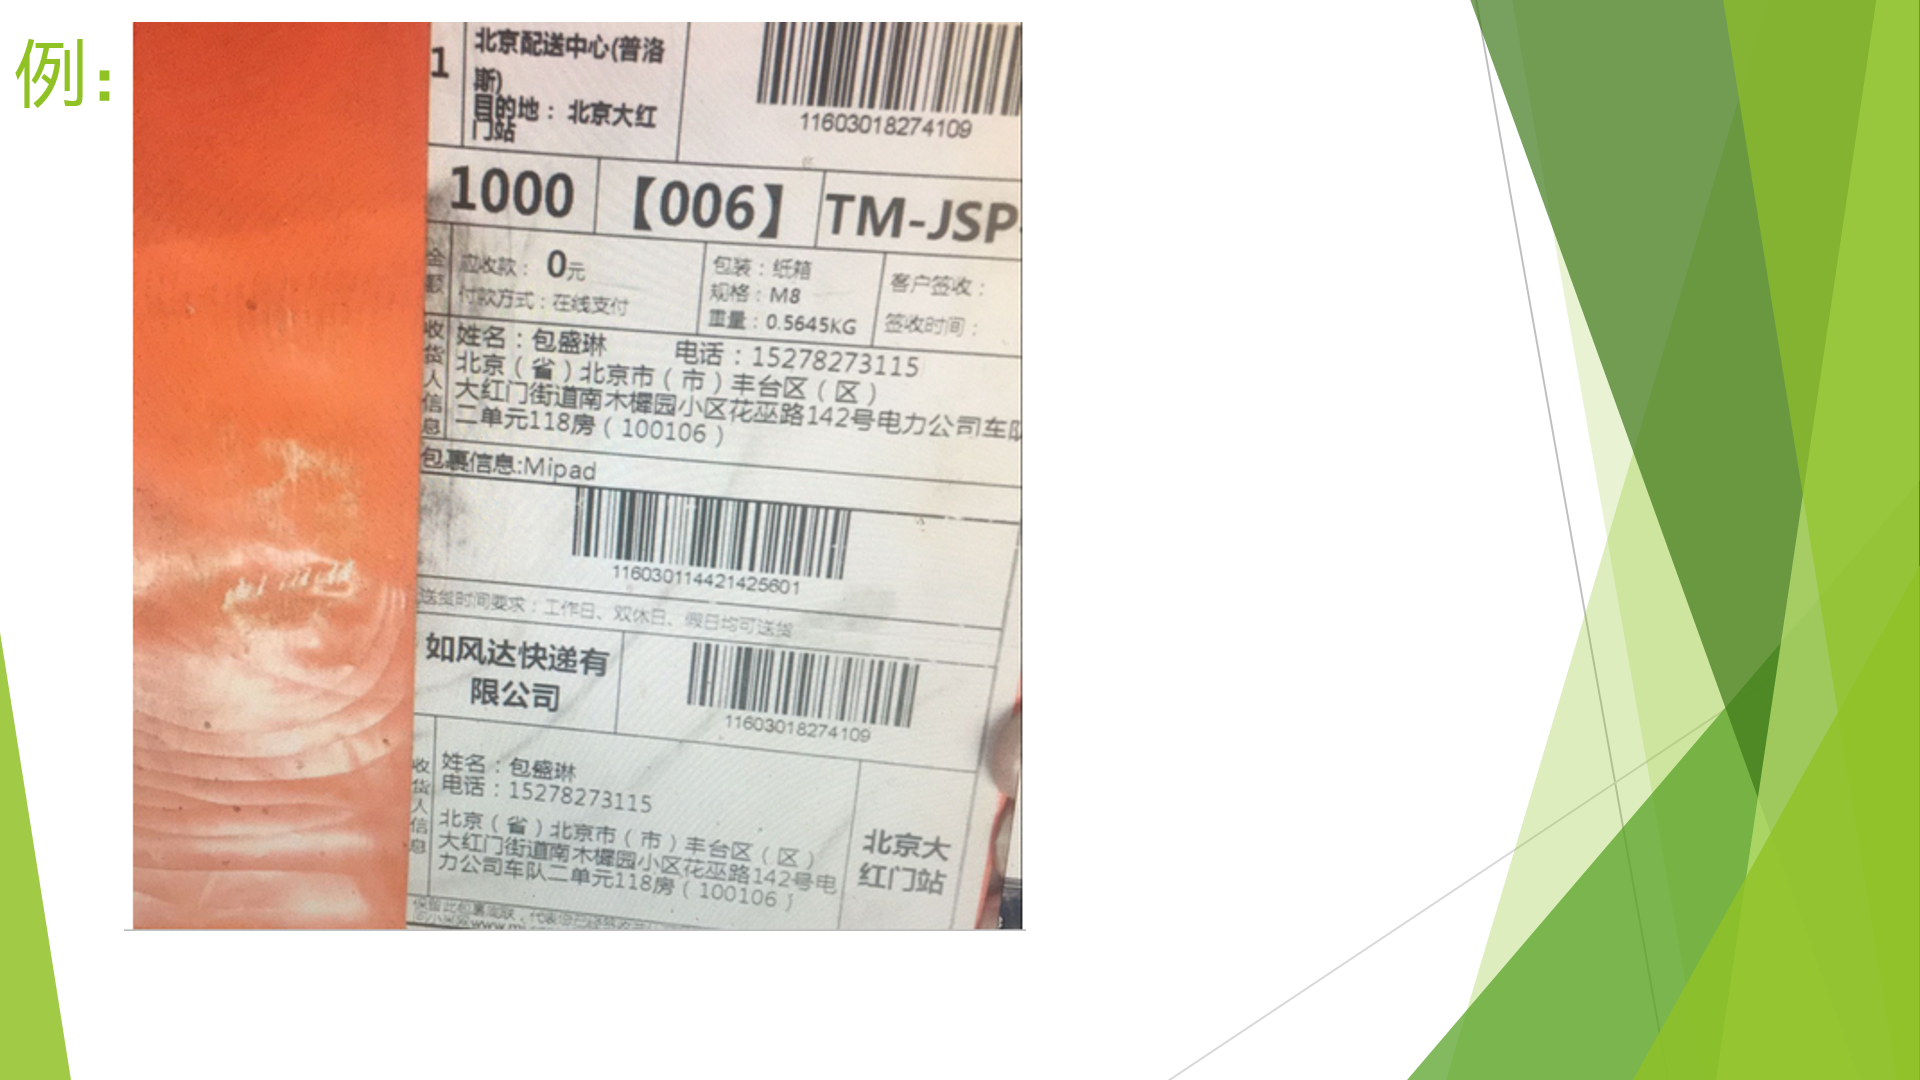 例:
1
北京配送中心(普洛
斯)
目的地： 北京大红
门站
11603018274109
1000
【006】
TM-JSP-
金额
应收款： 0元
付款方式：在线支付
包装：纸箱
规格：M8
重量：0.5645KG
客户签收：
签收时间：
收货人信息
姓名：包盛琳 电话：15278273115
北京（省）北京市（市）丰台区（区）
大红门街道南木樨园小区花巫路142号电力公司车队
二单元118房（100106）
包裹信息:Mipad
116030114421425601
送货时间要求：工作日、双休日、假日均可送货
如风达快递有
限公司
11603018274109
收货人信息
姓名：包盛琳
电话：15278273115
北京（省）北京市（市）丰台区（区）
大红门街道南木樨园小区花巫路142号电
力公司车队二单元118房（100106）
北京大
红门站